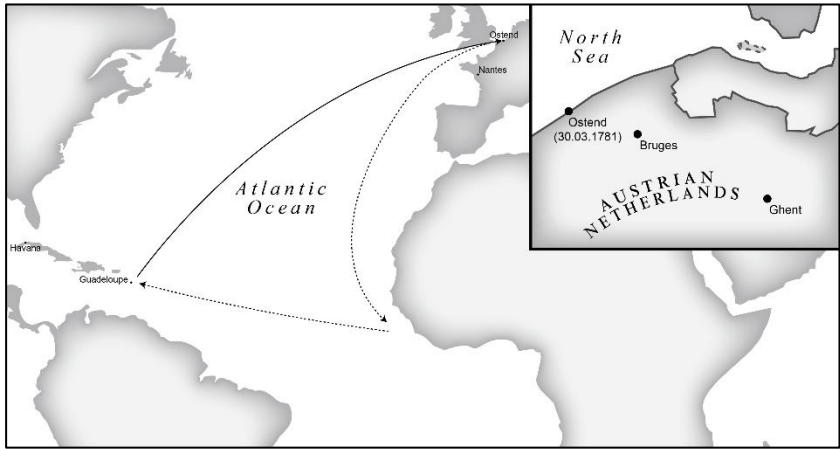 Ostend
Nantes
Atlantic
Ocean
Havana
Guadeloupe
North
Sea
Ostend
(30.03.1781)
Bruges
AUSTRIAN
NETHERLANDS
Ghent